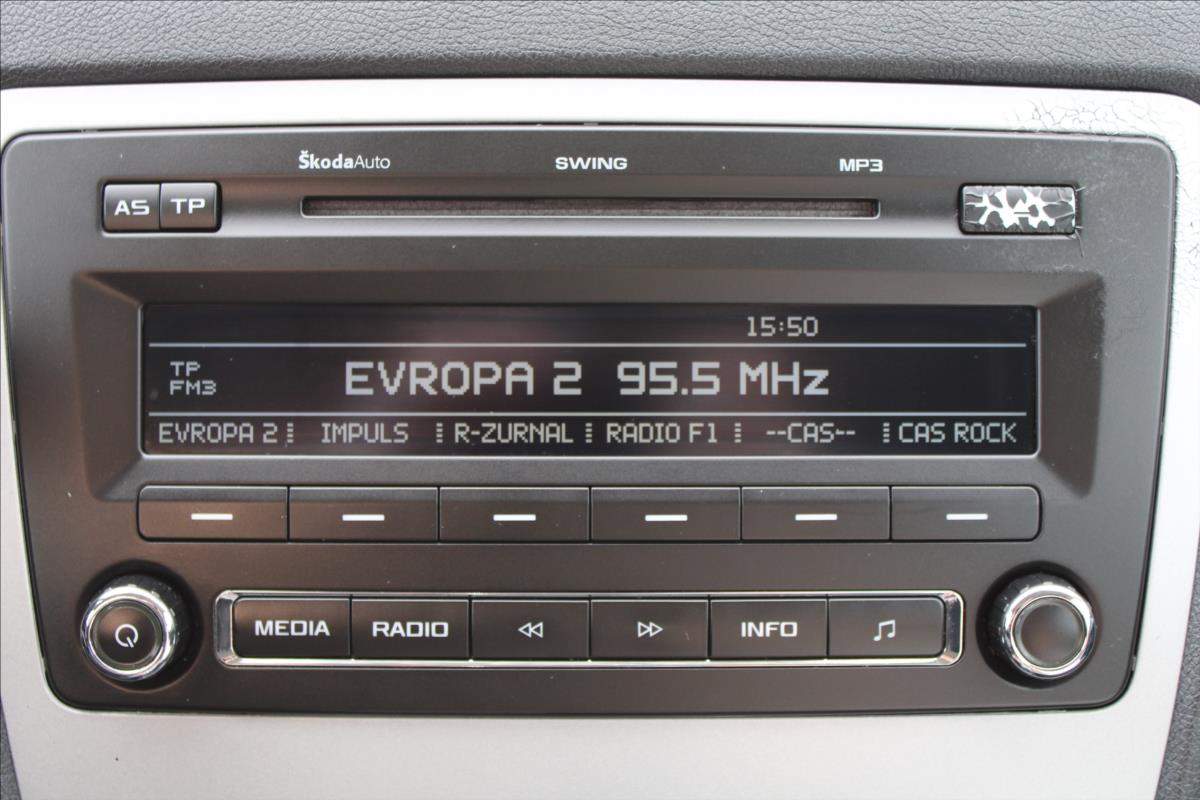 ŠkodaAuto SWING MP3
AS TP
15:50
TP
FM3
EVROPA 2 95.5 MHz
EVROPA 2 IMPULS R-ZURNAL RADIO F1 --CAS-- CAS ROCK
MEDIA RADIO INFO